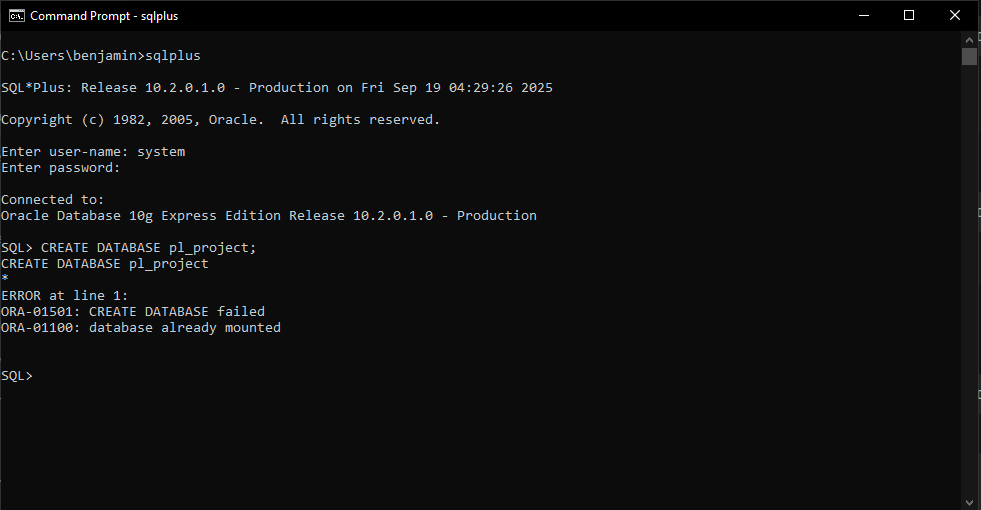 Command Prompt - sqlplus
C:\Users\benjamin>sqlplus
SQL*Plus: Release 10.2.0.1.0 - Production on Fri Sep 19 04:29:26 2025
Copyright (c) 1982, 2005, Oracle.  All rights reserved.
Enter user-name: system
Enter password:
Connected to:
Oracle Database 10g Express Edition Release 10.2.0.1.0 - Production
SQL> CREATE DATABASE pl_project;
CREATE DATABASE pl_project
*
ERROR at line 1:
ORA-01501: CREATE DATABASE failed
ORA-01100: database already mounted
SQL>